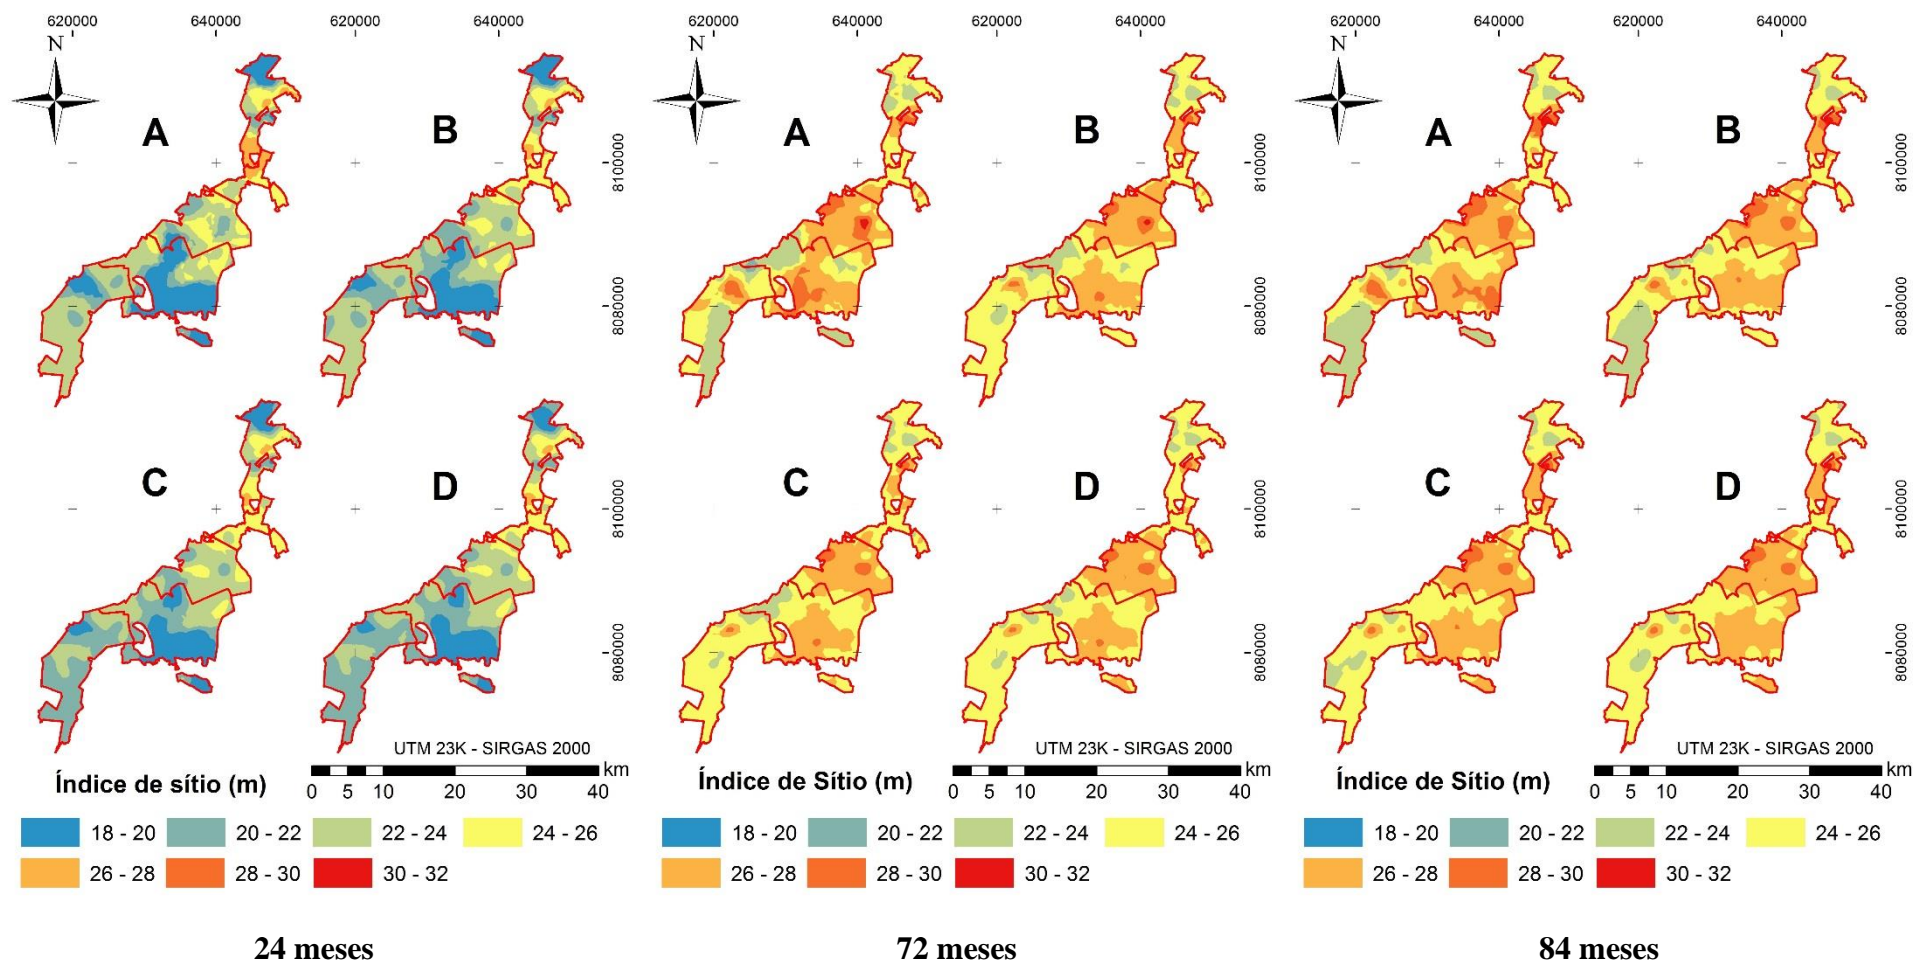 620000 640000 620000 640000
N
A B
8100000
8080000
C D
8100000
8080000
UTM 23K - SIRGAS 2000
km
0 5 10 20 30 40
Índice de sítio (m)
18 - 20 20 - 22 22 - 24 24 - 26
26 - 28 28 - 30 30 - 32
24 meses
620000 640000 620000 640000
N
A B
8100000
8080000
C D
8100000
8080000
UTM 23K - SIRGAS 2000
km
0 5 10 20 30 40
Índice de Sítio (m)
18 - 20 20 - 22 22 - 24 24 - 26
26 - 28 28 - 30 30 - 32
72 meses
620000 640000 620000 640000
N
A B
8100000
8080000
C D
8100000
8080000
UTM 23K - SIRGAS 2000
km
0 5 10 20 30 40
Índice de Sítio (m)
18 - 20 20 - 22 22 - 24 24 - 26
26 - 28 28 - 30 30 - 32
84 meses